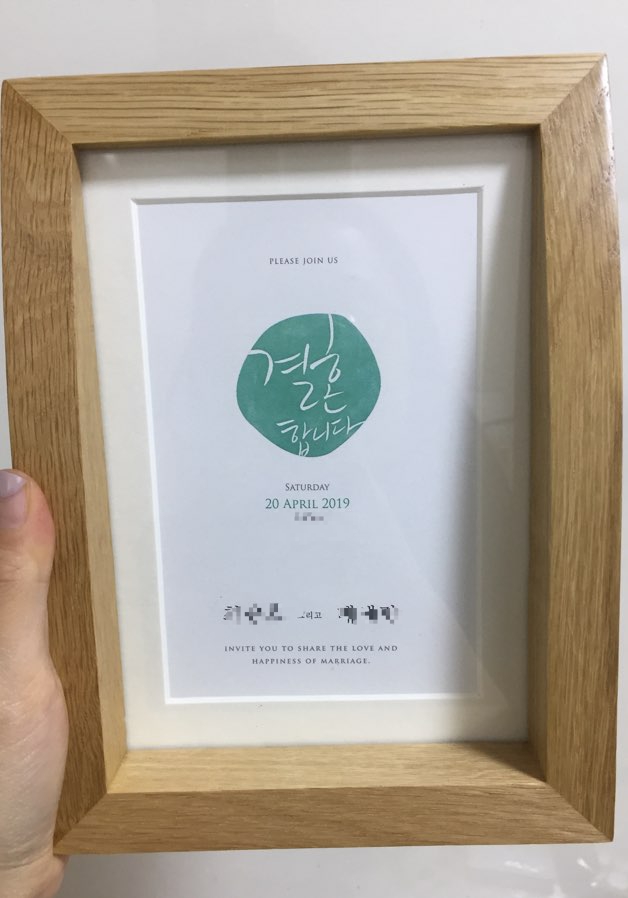 PLEASE JOIN US
결혼
합니다
SATURDAY
20 APRIL 2019
그리고
INVITE YOU TO SHARE THE LOVE AND
HAPPINESS OF MARRIAGE.